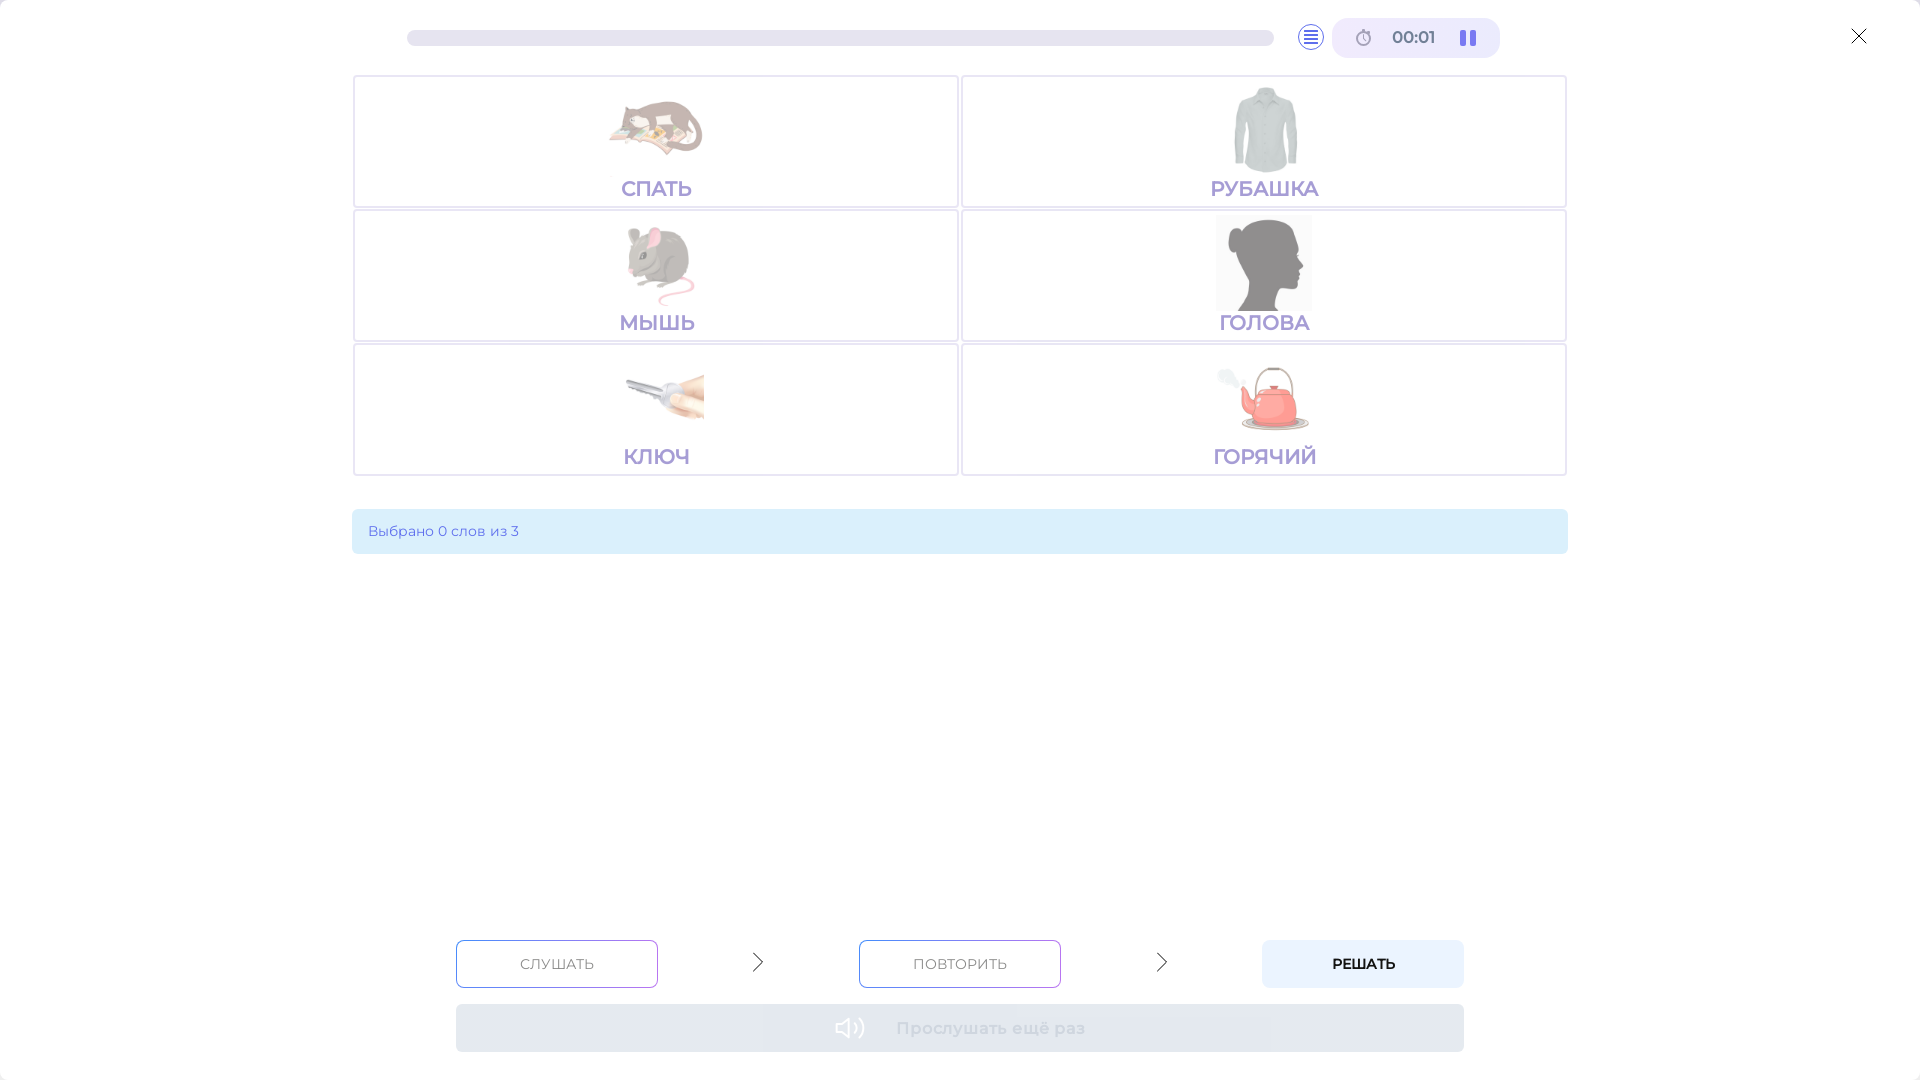 00:01
СПАТЬ
РУБАШКА
МЫШЬ
ГОЛОВА
КЛЮЧ
ГОРЯЧИЙ
Выбрано 0 слов из 3
СЛУШАТЬ
ПОВТОРИТЬ
РЕШАТЬ
Прослушать ещё раз